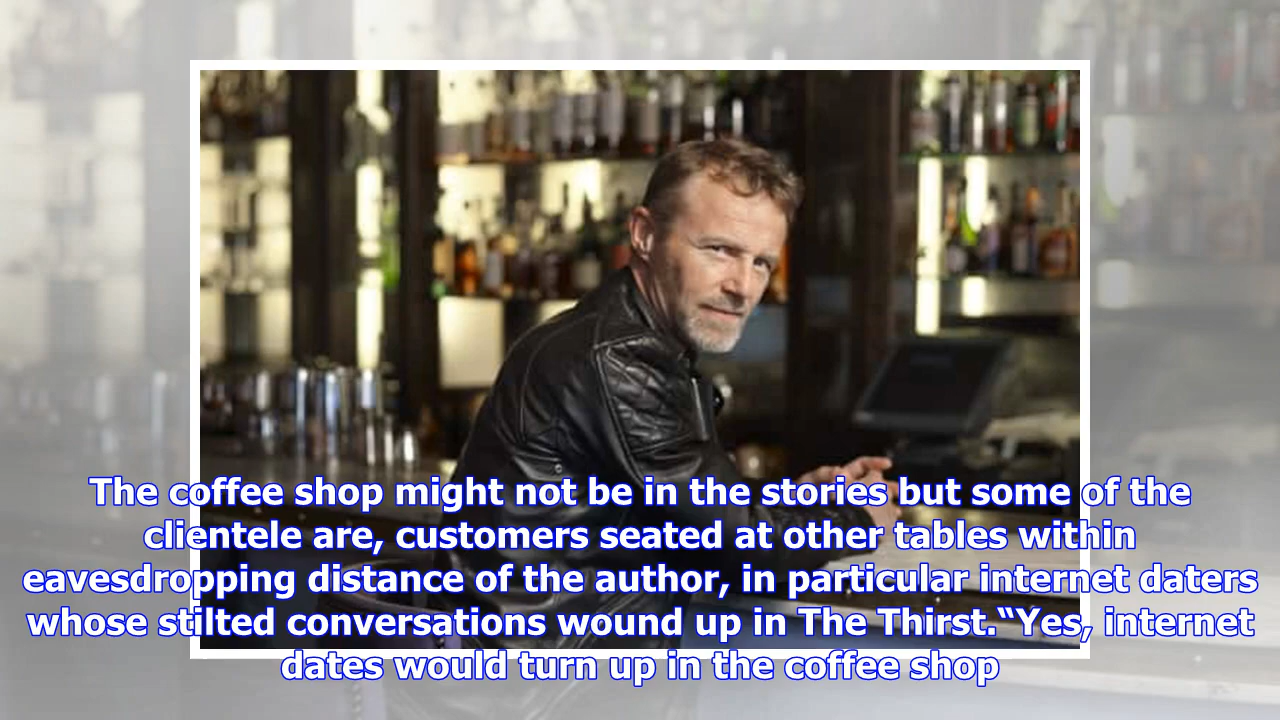 The coffee shop might not be in the stories but some of the
clientele are, customers seated at other tables within
eavesdropping distance of the author, in particular internet daters
whose stilted conversations wound up in The Thirst.“Yes, internet
dates would turn up in the coffee shop